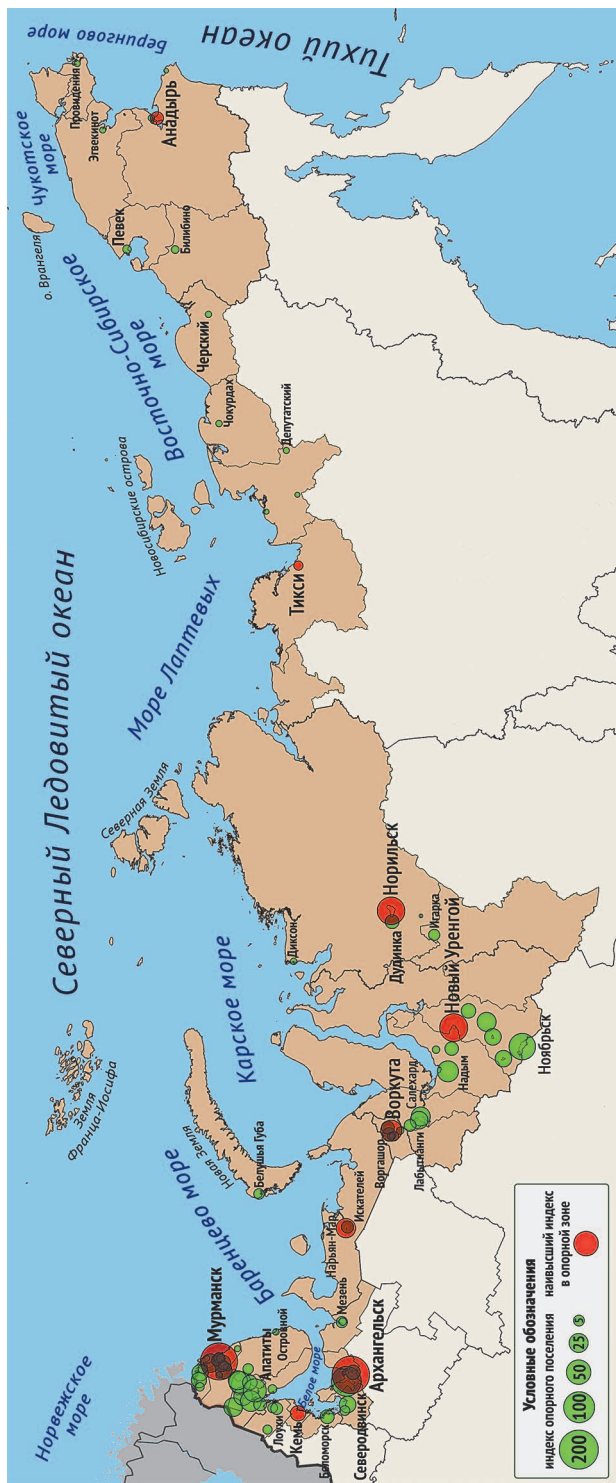 Северный Ледовитый океан
Тихий океан
Норвежское
море
Баренцево море
Карское море
Море Лаптевых
Восточно-Сибирское
море
Чукотское
море
Берингово море
Белое море
Земля
Франца-Иосифа
Новая Земля
Северная Земля
Новосибирские острова
о. Врангеля
Мурманск
Апатиты
Островной
Лоухи
Кемь
Беломорск
Северодвинск
Архангельск
Мезень
Нарьян-Мар
Искателей
Белушья Губа
Воргашор
Воркута
Салехард
Лабытнанги
Надым
Новый Уренгой
Ноябрьск
Диксон
Дудинка
Норильск
Игарка
Тикси
Депутатский
Чокурдах
Черский
Билибино
Певек
Эгвекинот
Провидения
Анадырь
Условные обозначения
индекс опорного поселения
200
100
50
25
5
наивысший индекс
в опорной зоне